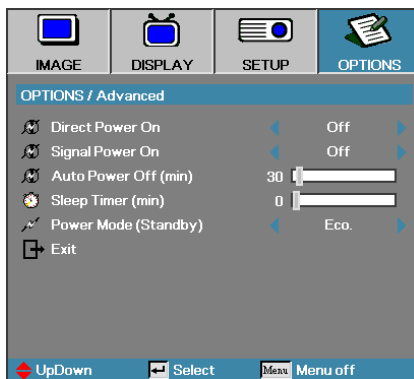 IMAGE DISPLAY SETUP OPTIONS
OPTIONS / Advanced
Direct Power On Off
Signal Power On Off
Auto Power Off (min) 30
Sleep Timer (min) 0
Power Mode (Standby) Eco.
Exit
UpDown Select Menu Menu off